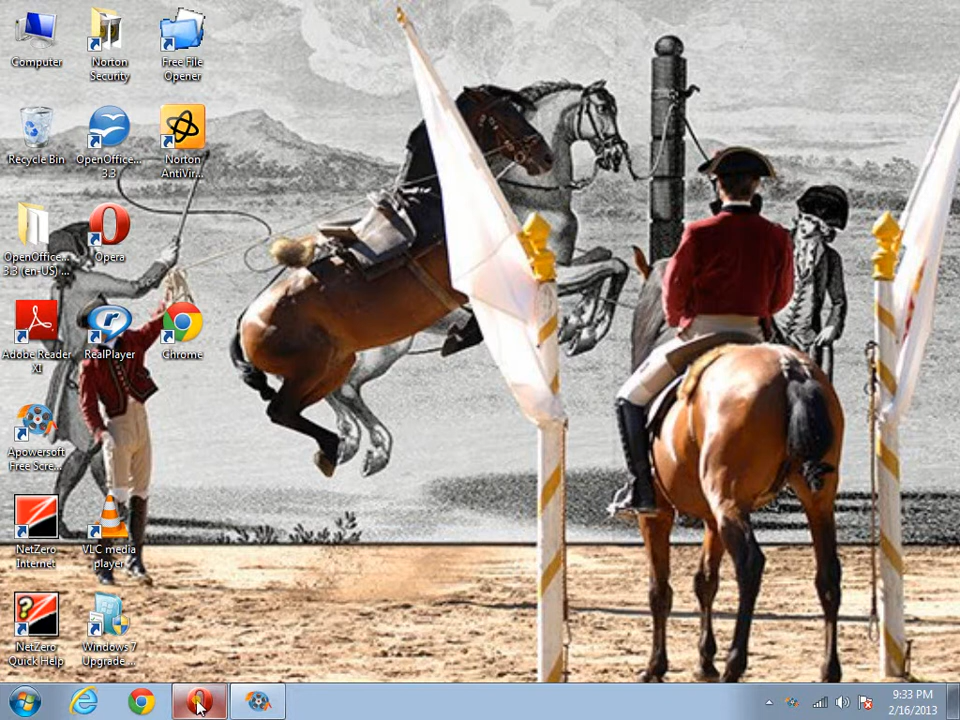 Computer
Norton
Security
Free File
Opener
Recycle Bin
OpenOffice...
3.3
Norton
AntiVir...
OpenOffice...
3.3 (en-US) ...
Opera
Adobe Reader
XI
RealPlayer
Chrome
Apowersoft
Free Scre...
NetZero
Internet
VLC media
player
NetZero
Quick Help
Windows 7
Upgrade ...
9:33 PM
2/16/2013